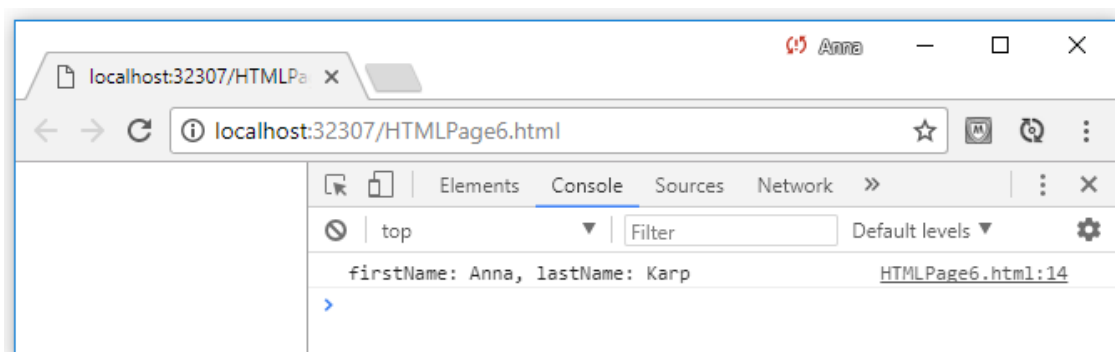 Anna
localhost:32307/HTMLPa
localhost:32307/HTMLPage6.html
Elements Console Sources Network »
top Filter Default levels
firstName: Anna, lastName: Karp HTMLPage6.html:14